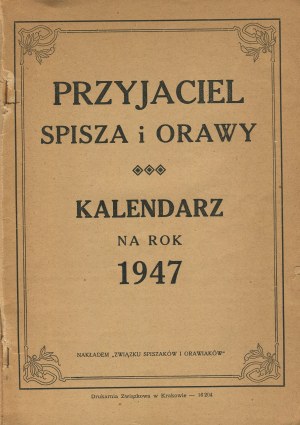 PRZYJACIEL
SPISZA i ORAWY
KALENDARZ
NA ROK
1947
NAKŁADEM „ZWIĄZKU SPISZAKÓW I ORAWIAKÓW"
Drukarnia Związkowa w Krakowie —